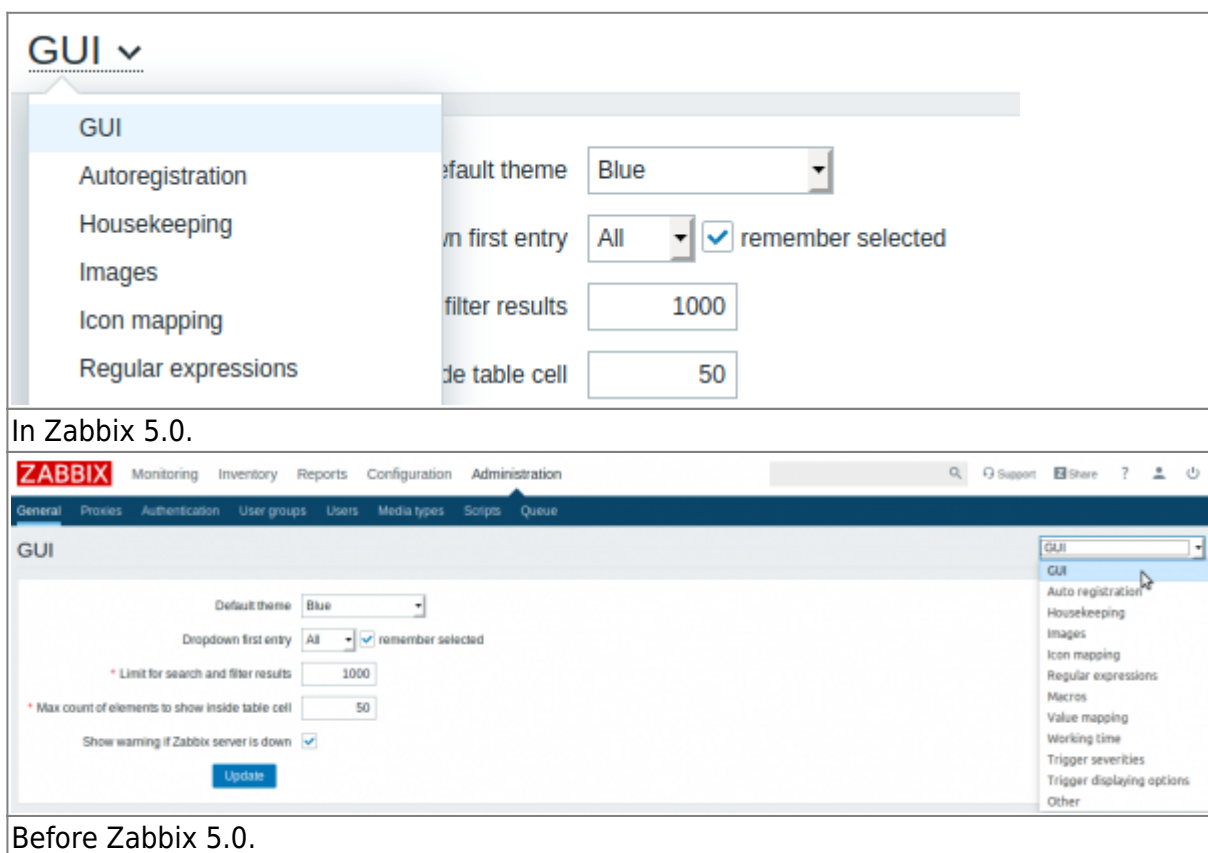 GUI
GUI
Autoregistration
Housekeeping
Images
Icon mapping
Regular expressions
efault theme Blue
n first entry All remember selected
filter results 1000
de table cell 50
In Zabbix 5.0.
ZABBIX Monitoring Inventory Reports Configuration Administration Support Z Share ?
General Proxies Authentication User groups Users Media types Scripts Queue
GUI GUI
GUI
Auto registration
Housekeeping
Images
Icon mapping
Regular expressions
Macros
Value mapping
Working time
Trigger severities
Trigger displaying options
Other
Default theme Blue
Dropdown first entry All remember selected
* Limit for search and filter results 1000
* Max count of elements to show inside table cell 50
Show warning if Zabbix server is down
Update
Before Zabbix 5.0.